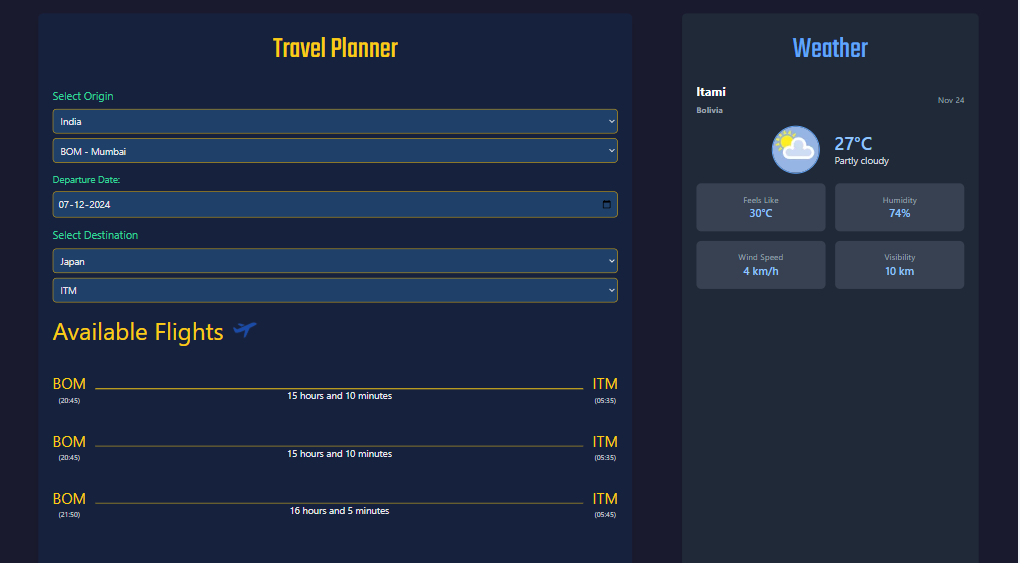 Travel Planner
Select Origin
India
BOM - Mumbai
Departure Date:
07-12-2024
Select Destination
Japan
ITM
Available Flights
BOM
ITM
(20:45)
15 hours and 10 minutes
(05:35)
BOM
ITM
(20:45)
15 hours and 10 minutes
(05:35)
BOM
ITM
(21:50)
16 hours and 5 minutes
(05:45)
Weather
Itami
Bolivia
Nov 24
27°C
Partly cloudy
Feels Like
30°C
Humidity
74%
Wind Speed
4 km/h
Visibility
10 km